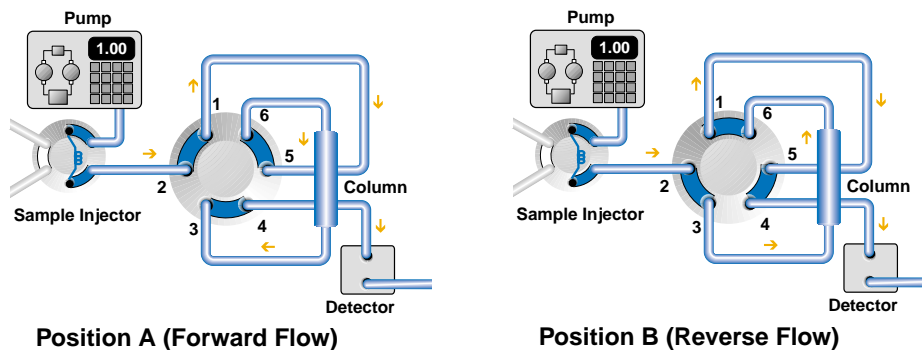 Pump
1.00
1
6
2
5
3
4
Column
Sample Injector
Detector
Position A (Forward Flow)
Pump
1.00
1
6
2
5
3
4
Column
Sample Injector
Detector
Position B (Reverse Flow)